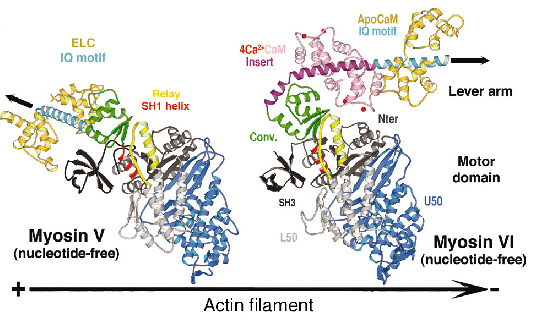 ELC
IQ motif
Relay
SH1 helix
Myosin V
(nucleotide-free)
4Ca²⁺CaM
Insert
ApoCaM
IQ motif
Lever arm
Nter
Conv.
Motor
domain
SH3
U50
L50
Myosin VI
(nucleotide-free)
+
-
Actin filament